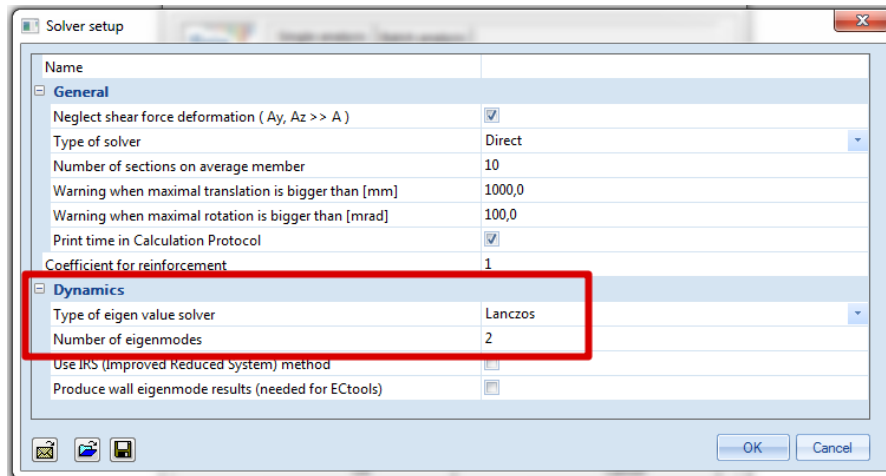 Solver setup
Name
General
Neglect shear force deformation ( Ay, Az >> A )
Type of solver Direct
Number of sections on average member 10
Warning when maximal translation is bigger than [mm] 1000,0
Warning when maximal rotation is bigger than [mrad] 100,0
Print time in Calculation Protocol
Coefficient for reinforcement 1
Dynamics
Type of eigen value solver Lanczos
Number of eigenmodes 2
Use IRS (Improved Reduced System) method
Produce wall eigenmode results (needed for ECtools)
OK Cancel